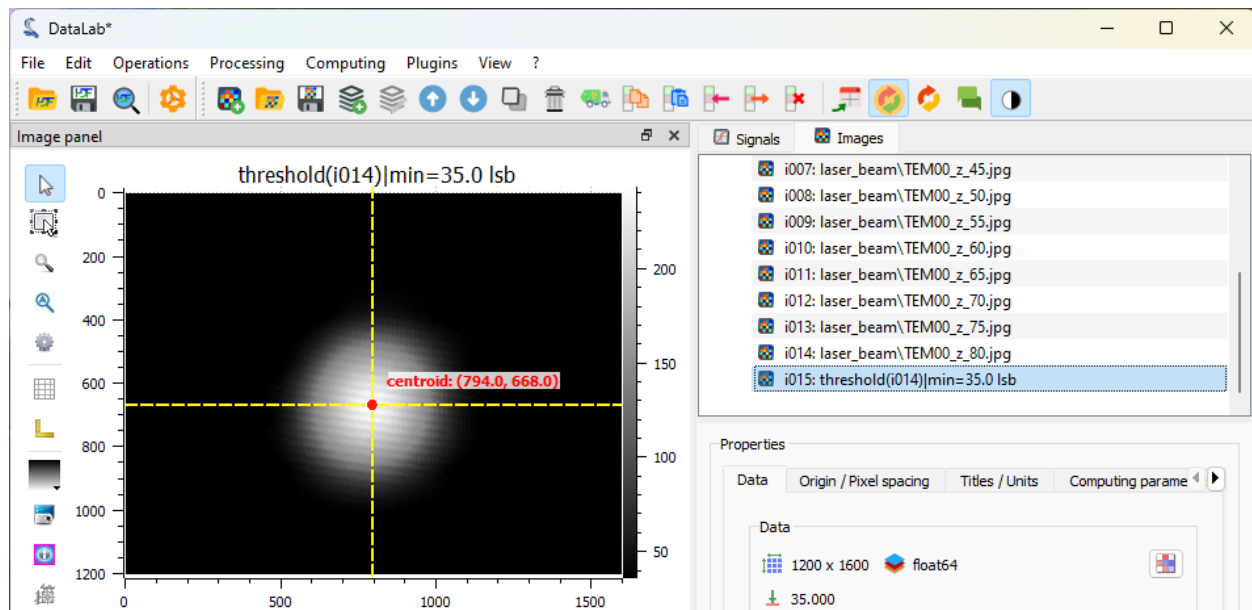 DataLab*
File Edit Operations Processing Computing Plugins View ?
Image panel
threshold(i014)|min=35.0 lsb
0
200
400
600
800
1000
1200
0 500 1000 1500
centroid: (794.0, 668.0)
200
150
100
50
Signals Images
i007: laser_beam\TEM00_z_45.jpg
i008: laser_beam\TEM00_z_50.jpg
i009: laser_beam\TEM00_z_55.jpg
i010: laser_beam\TEM00_z_60.jpg
i011: laser_beam\TEM00_z_65.jpg
i012: laser_beam\TEM00_z_70.jpg
i013: laser_beam\TEM00_z_75.jpg
i014: laser_beam\TEM00_z_80.jpg
i015: threshold(i014)|min=35.0 lsb
Properties
Data Origin / Pixel spacing Titles / Units Computing parame
Data
1200 x 1600 float64
35.000